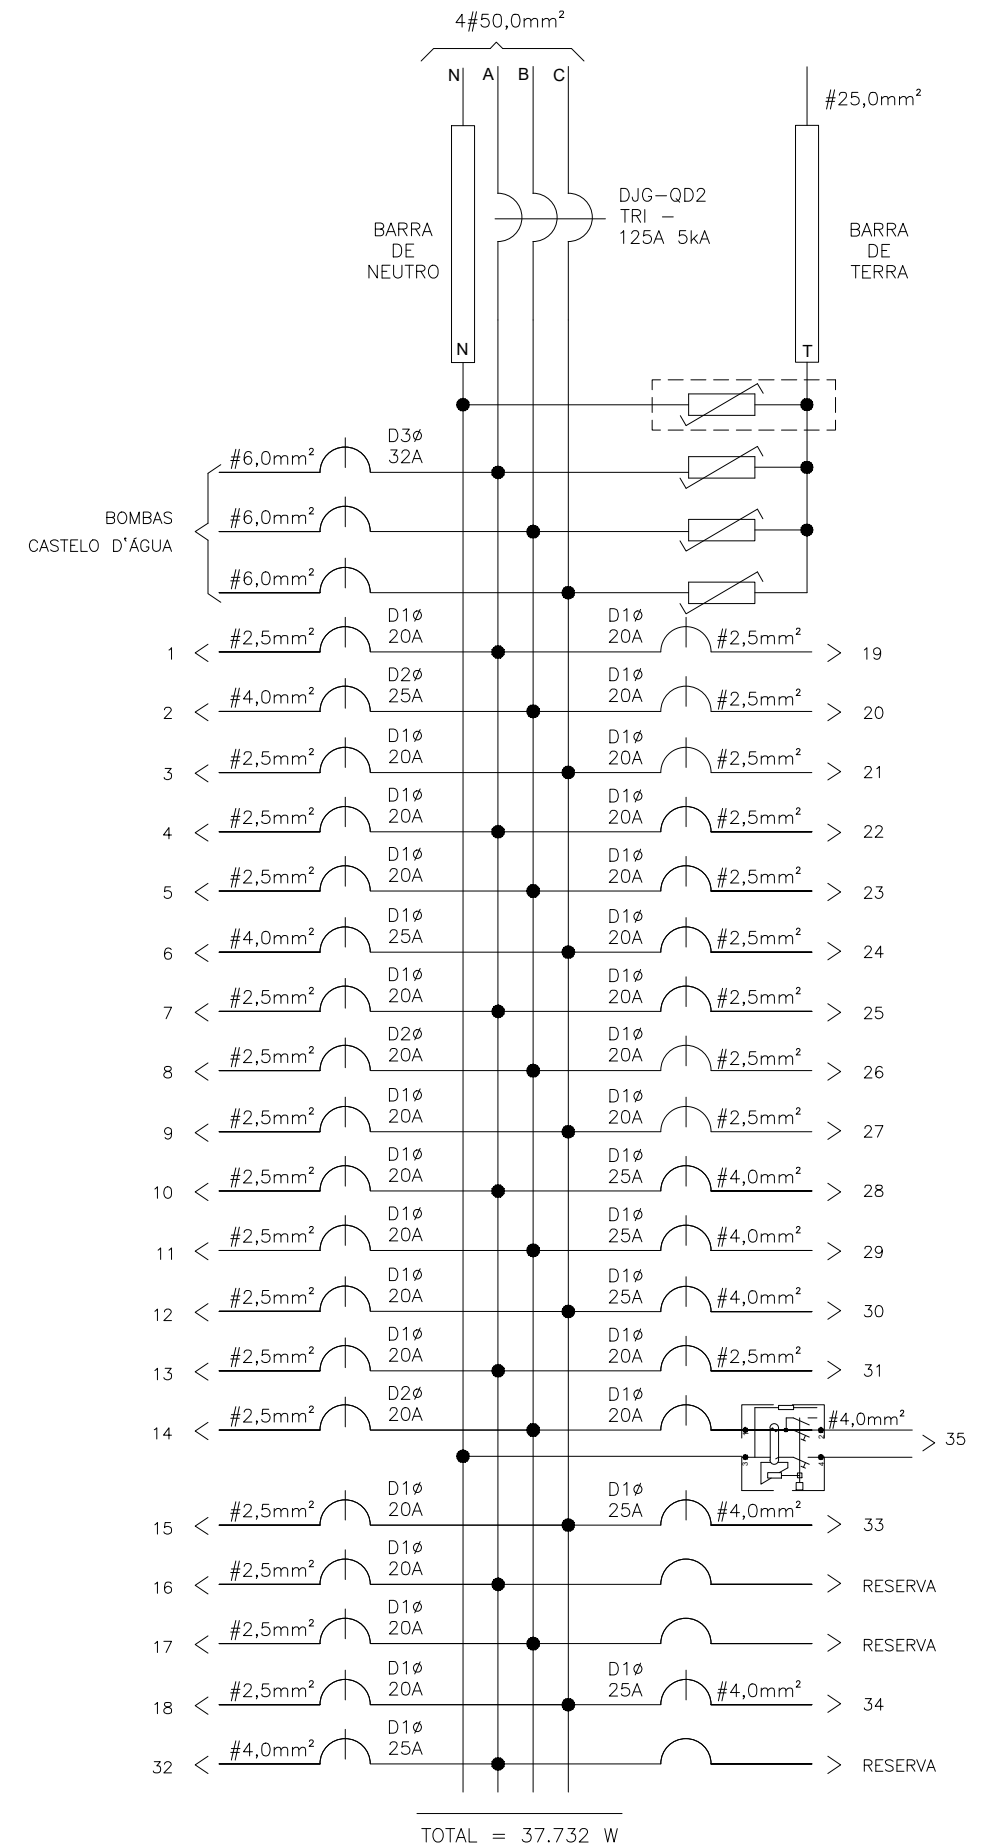 4#50,0mm²
N A B C
#25,0mm²
DJG-QD2
TRI -
125A 5kA
BARRA
DE
NEUTRO
BARRA
DE
TERRA
N
T
D3ø
32A
#6,0mm²
#6,0mm²
#6,0mm²
BOMBAS
CASTELO D'ÁGUA
1 #2,5mm² D1ø 20A D1ø 20A #2,5mm² 19
2 #4,0mm² D2ø 25A D1ø 20A #2,5mm² 20
3 #2,5mm² D1ø 20A D1ø 20A #2,5mm² 21
4 #2,5mm² D1ø 20A D1ø 20A #2,5mm² 22
5 #2,5mm² D1ø 20A D1ø 20A #2,5mm² 23
6 #4,0mm² D1ø 25A D1ø 20A #2,5mm² 24
7 #2,5mm² D1ø 20A D1ø 20A #2,5mm² 25
8 #2,5mm² D2ø 20A D1ø 20A #2,5mm² 26
9 #2,5mm² D1ø 20A D1ø 20A #2,5mm² 27
10 #2,5mm² D1ø 20A D1ø 25A #4,0mm² 28
11 #2,5mm² D1ø 20A D1ø 25A #4,0mm² 29
12 #2,5mm² D1ø 20A D1ø 25A #4,0mm² 30
13 #2,5mm² D1ø 20A D1ø 20A #2,5mm² 31
14 #2,5mm² D2ø 20A D1ø 20A #4,0mm² 35
15 #2,5mm² D1ø 20A D1ø 25A #4,0mm² 33
16 #2,5mm² D1ø 20A RESERVA
17 #2,5mm² D1ø 20A RESERVA
18 #2,5mm² D1ø 20A D1ø 25A #4,0mm² 34
32 #4,0mm² D1ø 25A RESERVA
TOTAL = 37.732 W